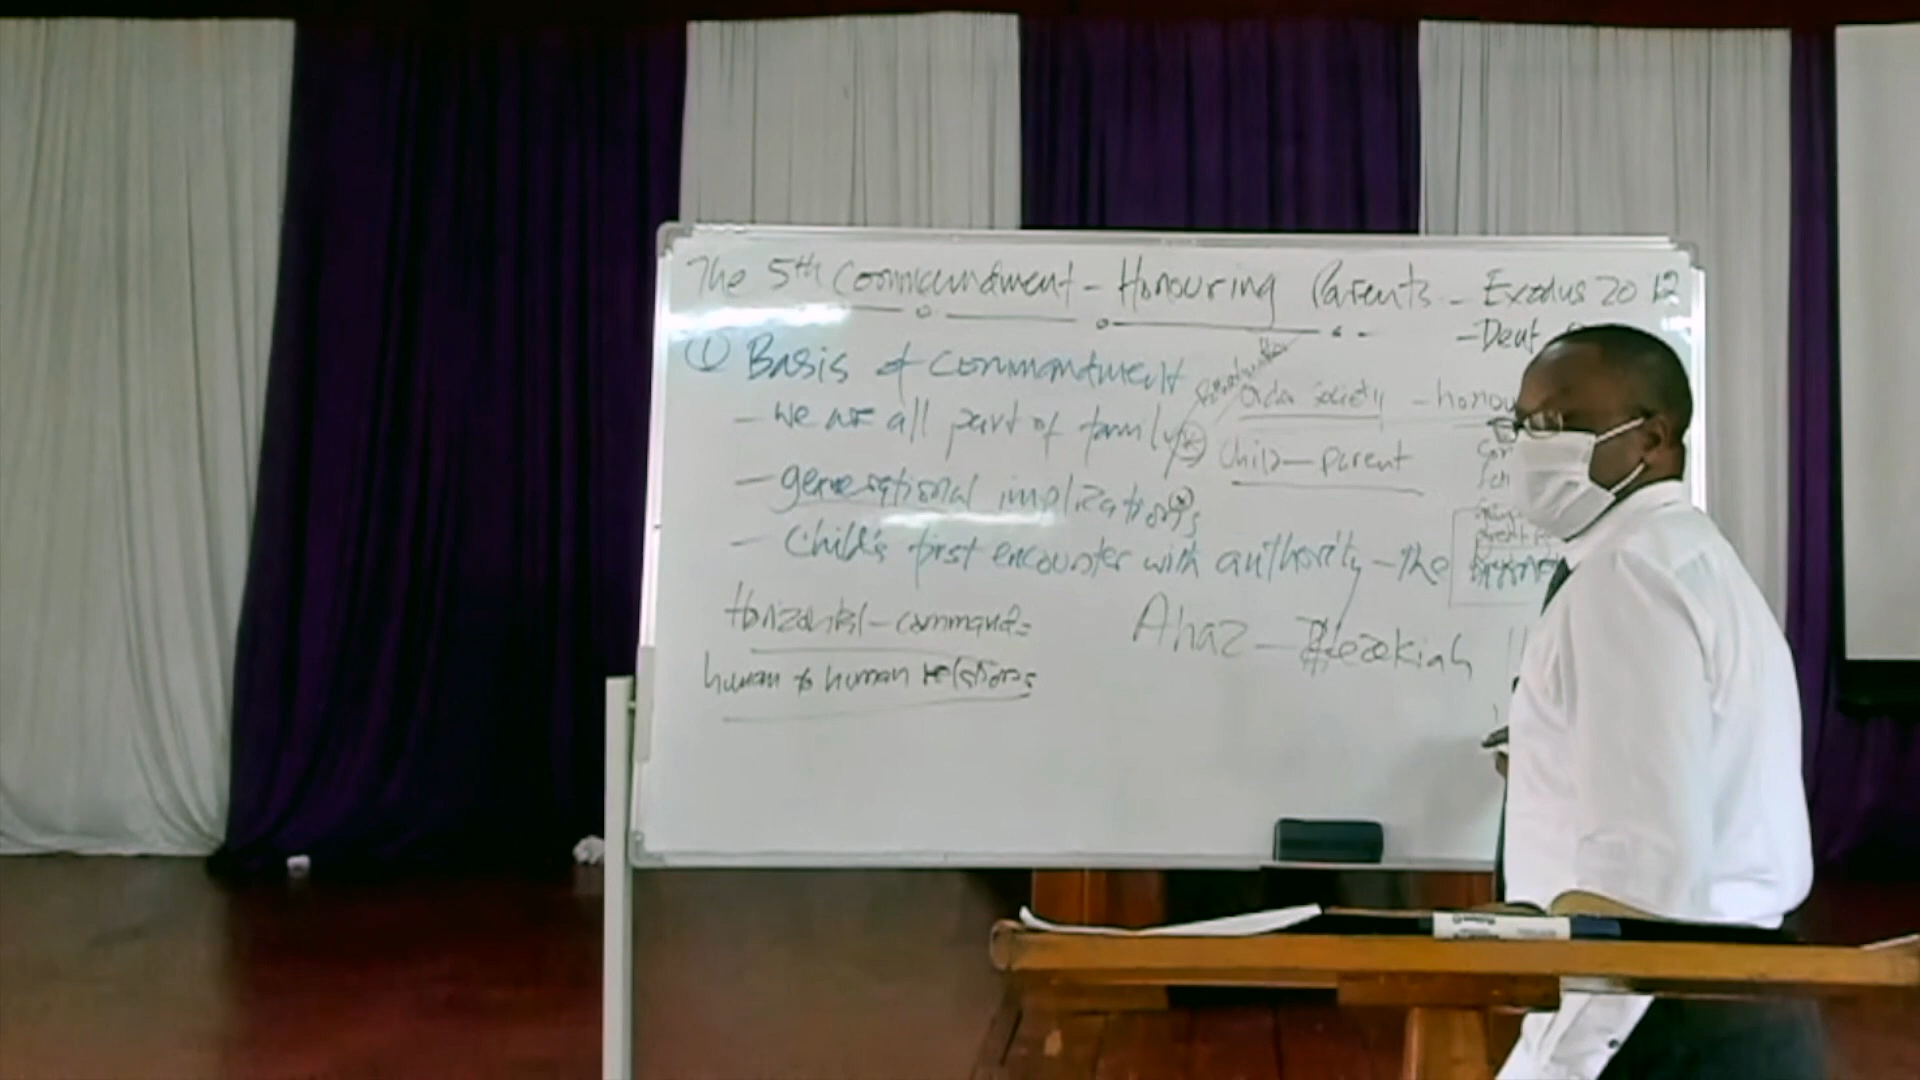 The 5th Commandment - Honouring Parents - Exodus 20 12
- Deut
① Basis of Commandment
- we are all part of family
- generational implications
- Child's first encounter with authority - the
society - honou
Child - parent
Horizontal - commands
human to human relations
Ahaz - Hezekiah